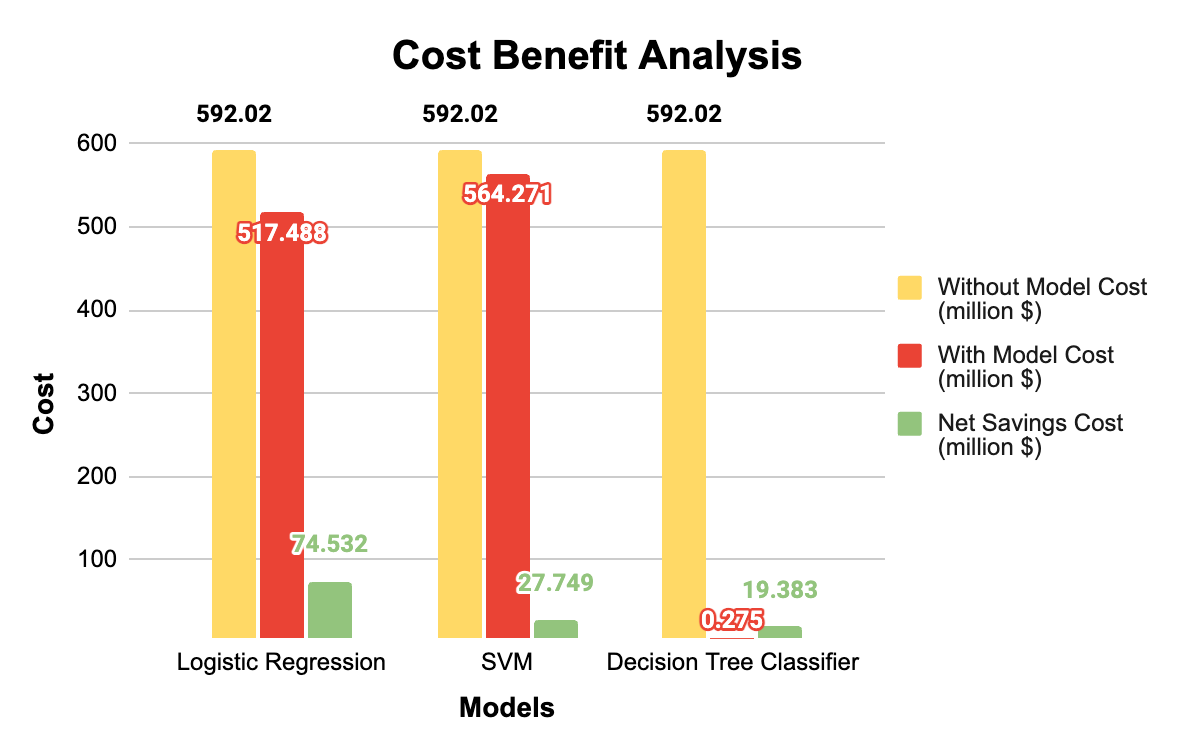 Cost Benefit Analysis
592.02
592.02
592.02
600
500
400
300
200
100
517.488
564.271
0.275
74.532
27.749
19.383
Cost
Logistic Regression
SVM
Decision Tree Classifier
Models
Without Model Cost
(million $)
With Model Cost
(million $)
Net Savings Cost
(million $)